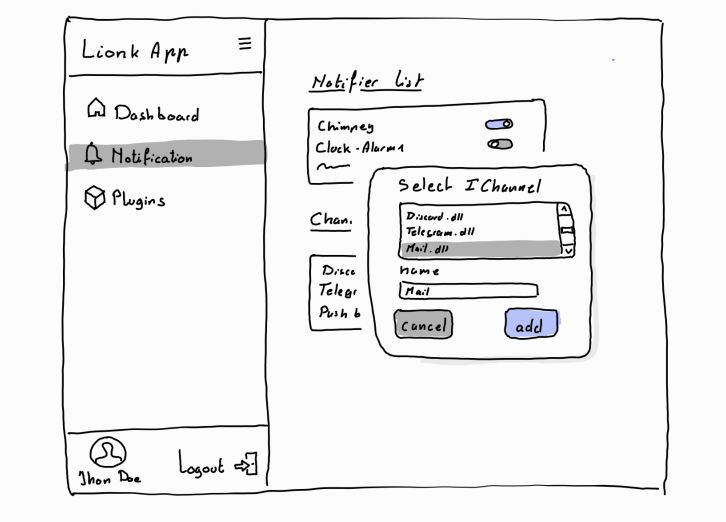 Lionk App
Dashboard
Notification
Plugins
Jhon Doe
Logout
Notifier List
Chimney
Clock-Alarm1
Chan.
Disco
Telegr
Push b
Select IChannel
Discord.dll
Telegram.dll
Mail.dll
name
Mail
cancel
add